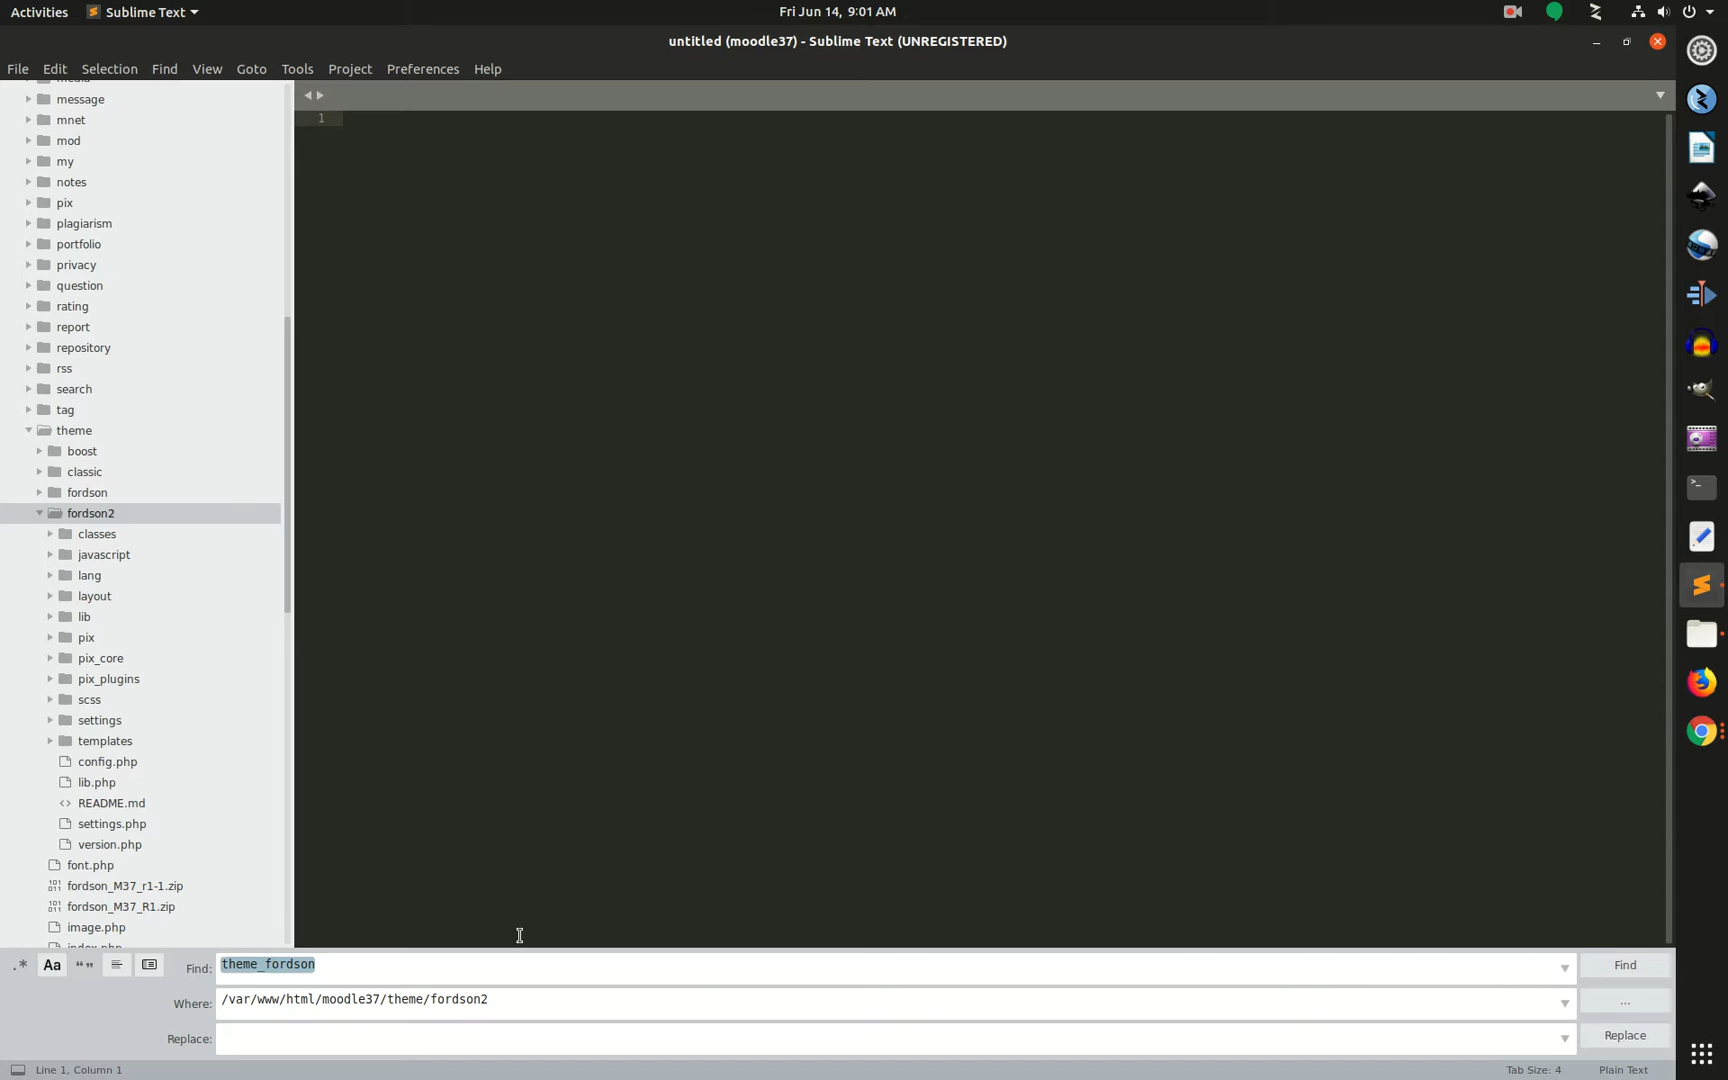 Activities Sublime Text Fri Jun 14, 9:01 AM
untitled (moodle37) - Sublime Text (UNREGISTERED)
File Edit Selection Find View Goto Tools Project Preferences Help
media
message
mnet
mod
my
notes
pix
plagiarism
portfolio
privacy
question
rating
report
repository
rss
search
tag
theme
boost
classic
fordson
fordson2
classes
javascript
lang
layout
lib
pix
pix_core
pix_plugins
scss
settings
templates
config.php
lib.php
README.md
settings.php
version.php
font.php
fordson_M37_r1-1.zip
fordson_M37_R1.zip
image.php
index.php
1
.* Aa “” Find: theme_fordson Find
Where: /var/www/html/moodle37/theme/fordson2 ...
Replace: Replace
Line 1, Column 1 Tab Size: 4 Plain Text